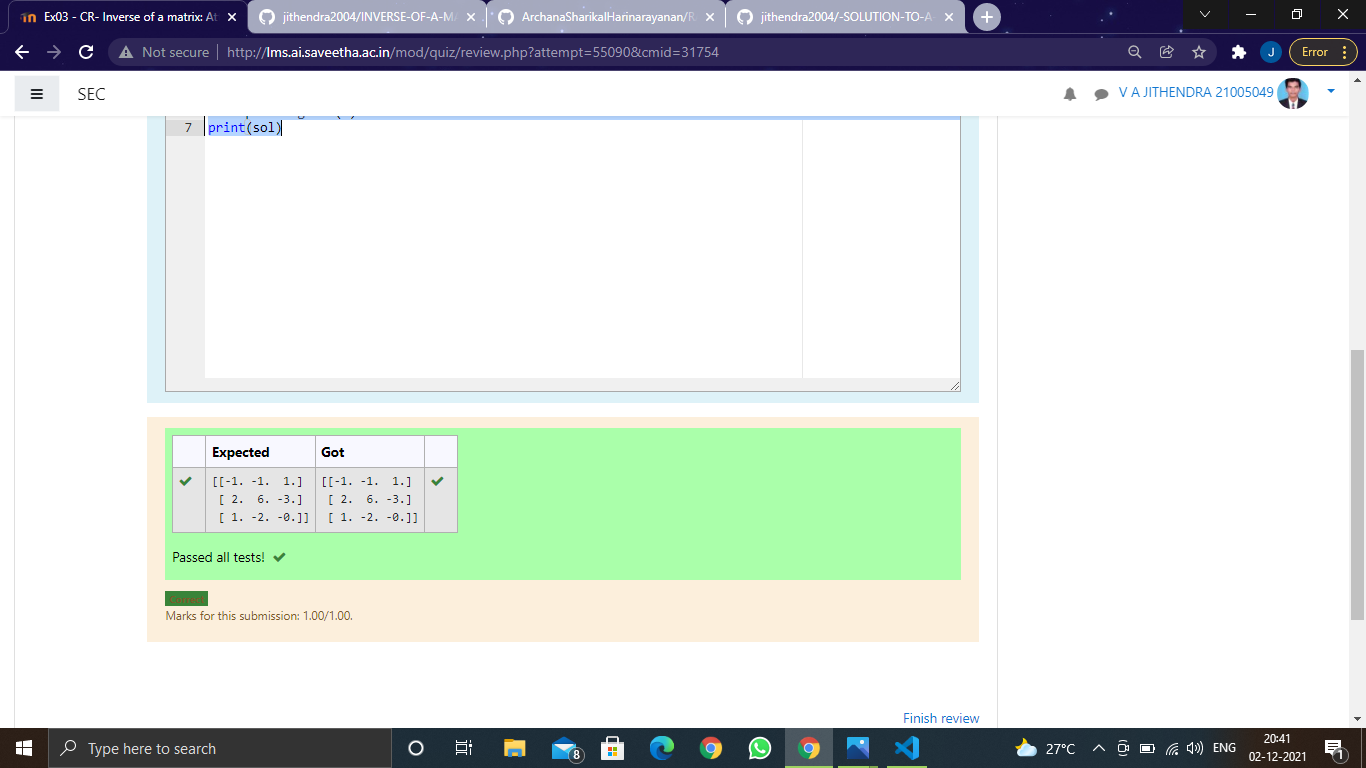 Ex03 - CR- Inverse of a matrix: At
jithendra2004/INVERSE-OF-A-MA
ArchanaSharikalHarinarayanan/R
jithendra2004/-SOLUTION-TO-A
Not secure
http://lms.ai.saveetha.ac.in/mod/quiz/review.php?attempt=55090&cmid=31754
J
Error
SEC
V A JITHENDRA 21005049
7 print(sol)
Expected Got
[[-1. -1. 1.] [[-1. -1. 1.]
[ 2. 6. -3.] [ 2. 6. -3.]
[ 1. -2. -0.]] [ 1. -2. -0.]]
Passed all tests!
Correct
Marks for this submission: 1.00/1.00.
Finish review
Type here to search
8
27°C
ENG
20:41
02-12-2021
1